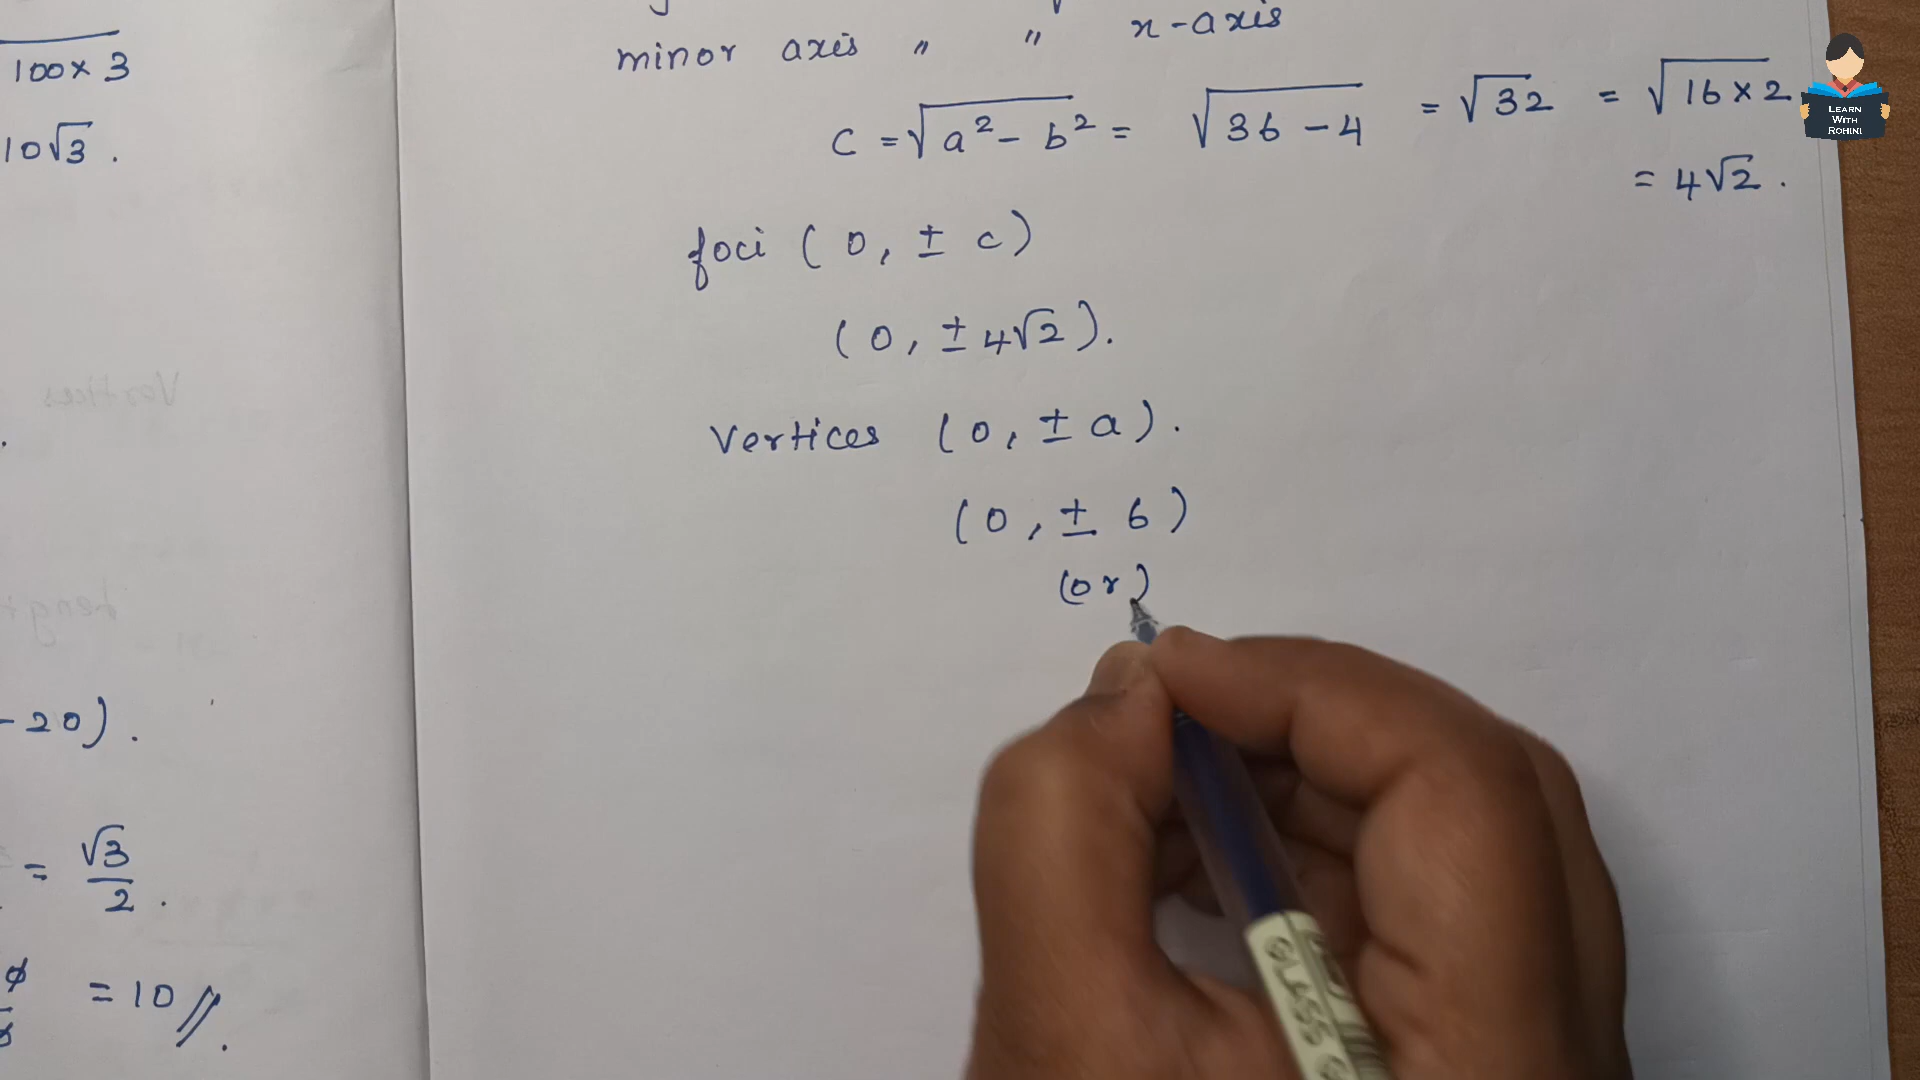 100 × 3
10√3 .
-20) .
= √3/2 .
= 10 //.
minor axis " " x-axis
C = √a² - b² = √36 - 4 = √32 = √16 × 2
= 4√2 .
foci ( 0, ± c )
( 0, ± 4√2 ).
Vertices ( 0, ± a ).
( 0, ± 6 )
(or)
LEARN
WITH
ROHINI